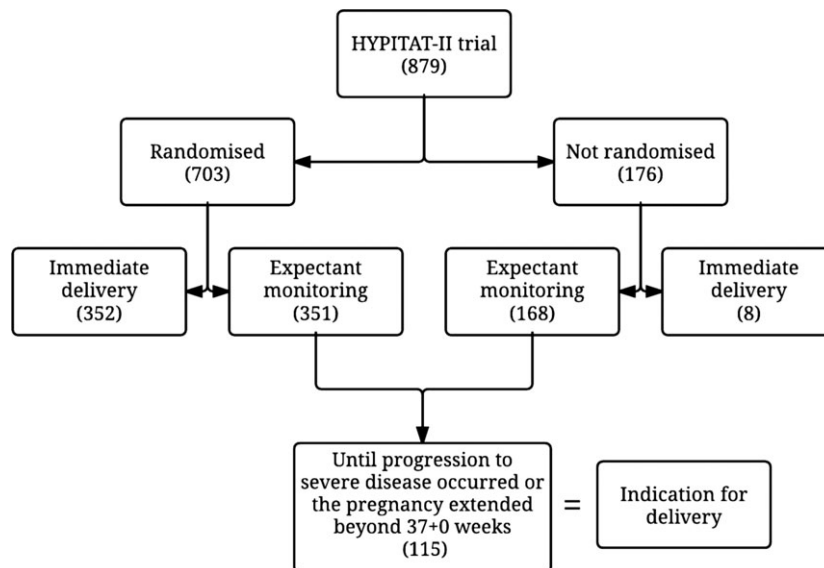 HYPITAT-II trial
(879)
Randomised
(703)
Not randomised
(176)
Immediate
delivery
(352)
Expectant
monitoring
(351)
Expectant
monitoring
(168)
Immediate
delivery
(8)
Until progression to
severe disease occurred or
the pregnancy extended
beyond 37+0 weeks
(115)
=
Indication for
delivery